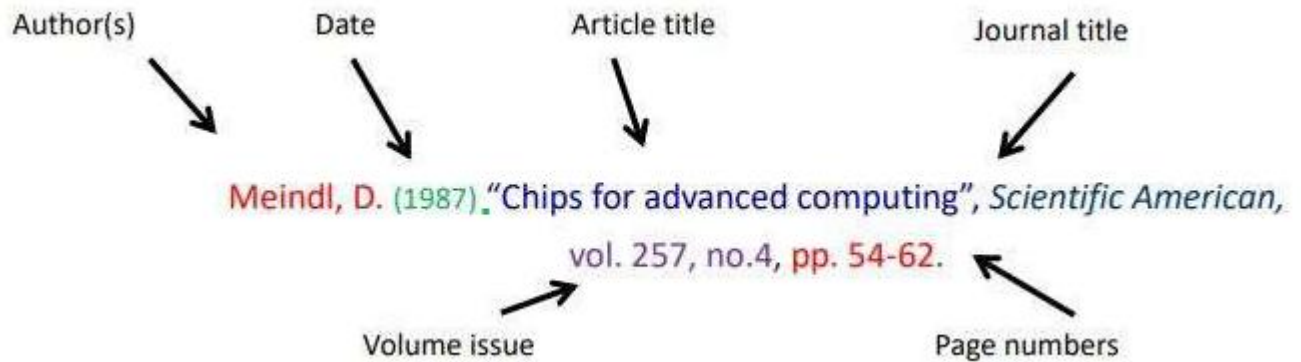 Author(s) Date Article title Journal title
Meindl, D. (1987). "Chips for advanced computing", Scientific American,
vol. 257, no.4, pp. 54-62.
Volume issue Page numbers